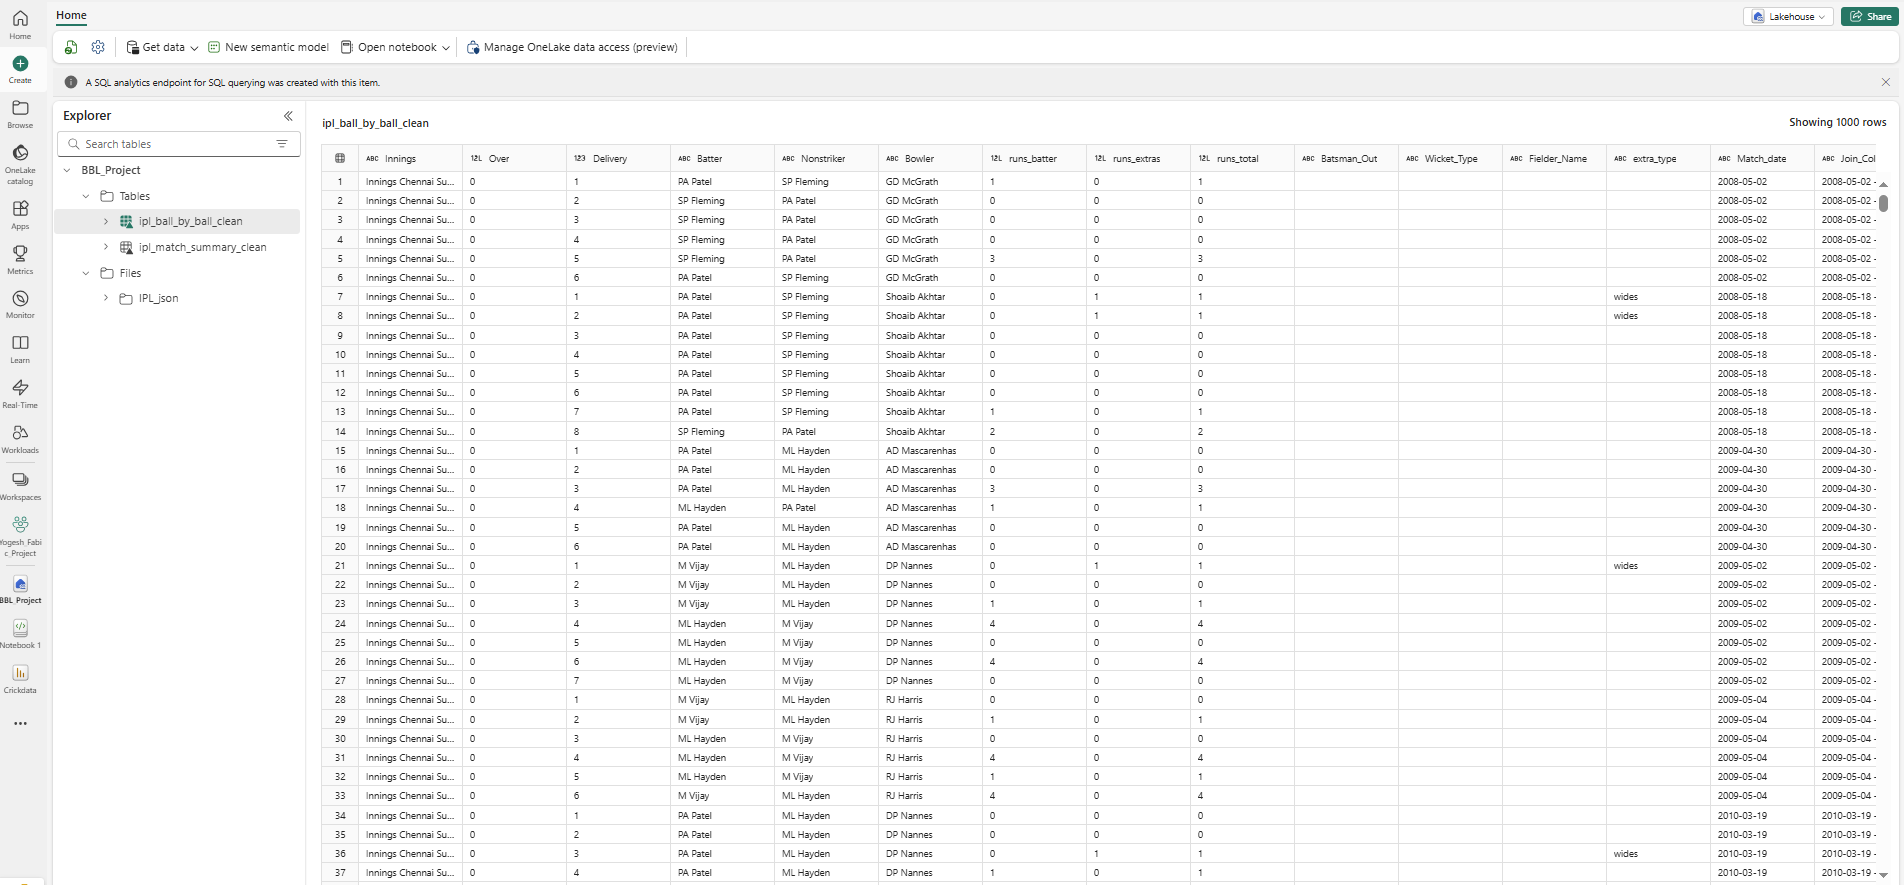 Home
Lakehouse
Share
Get data
New semantic model
Open notebook
Manage OneLake data access (preview)
A SQL analytics endpoint for SQL querying was created with this item.
Home
Create
Browse
OneLake
catalog
Apps
Metrics
Monitor
Learn
Real-Time
Workloads
Workspaces
Yogesh_Fabi
c_Project
BBL_Project
Notebook 1
Crickdata
Explorer
Search tables
BBL_Project
Tables
ipl_ball_by_ball_clean
ipl_match_summary_clean
Files
IPL_json
ipl_ball_by_ball_clean
Showing 1000 rows
ABC Innings 12L Over 123 Delivery ABC Batter ABC Nonstriker ABC Bowler 12L runs_batter 12L runs_extras 12L runs_total ABC Batsman_Out ABC Wicket_Type ABC Fielder_Name ABC extra_type ABC Match_date ABC Join_Col
1 Innings Chennai Su... 0 1 PA Patel SP Fleming GD McGrath 1 0 1 2008-05-02 2008-05-02 -
2 Innings Chennai Su... 0 2 SP Fleming PA Patel GD McGrath 0 0 0 2008-05-02 2008-05-02 -
3 Innings Chennai Su... 0 3 SP Fleming PA Patel GD McGrath 0 0 0 2008-05-02 2008-05-02 -
4 Innings Chennai Su... 0 4 SP Fleming PA Patel GD McGrath 0 0 0 2008-05-02 2008-05-02 -
5 Innings Chennai Su... 0 5 SP Fleming PA Patel GD McGrath 3 0 3 2008-05-02 2008-05-02 -
6 Innings Chennai Su... 0 6 PA Patel SP Fleming GD McGrath 0 0 0 2008-05-02 2008-05-02 -
7 Innings Chennai Su... 0 1 PA Patel SP Fleming Shoaib Akhtar 0 1 1 wides 2008-05-18 2008-05-18 -
8 Innings Chennai Su... 0 2 PA Patel SP Fleming Shoaib Akhtar 0 1 1 wides 2008-05-18 2008-05-18 -
9 Innings Chennai Su... 0 3 PA Patel SP Fleming Shoaib Akhtar 0 0 0 2008-05-18 2008-05-18 -
10 Innings Chennai Su... 0 4 PA Patel SP Fleming Shoaib Akhtar 0 0 0 2008-05-18 2008-05-18 -
11 Innings Chennai Su... 0 5 PA Patel SP Fleming Shoaib Akhtar 0 0 0 2008-05-18 2008-05-18 -
12 Innings Chennai Su... 0 6 PA Patel SP Fleming Shoaib Akhtar 0 0 0 2008-05-18 2008-05-18 -
13 Innings Chennai Su... 0 7 PA Patel SP Fleming Shoaib Akhtar 1 0 1 2008-05-18 2008-05-18 -
14 Innings Chennai Su... 0 8 SP Fleming PA Patel Shoaib Akhtar 2 0 2 2008-05-18 2008-05-18 -
15 Innings Chennai Su... 0 1 PA Patel ML Hayden AD Mascarenhas 0 0 0 2009-04-30 2009-04-30 -
16 Innings Chennai Su... 0 2 PA Patel ML Hayden AD Mascarenhas 0 0 0 2009-04-30 2009-04-30 -
17 Innings Chennai Su... 0 3 PA Patel ML Hayden AD Mascarenhas 3 0 3 2009-04-30 2009-04-30 -
18 Innings Chennai Su... 0 4 ML Hayden PA Patel AD Mascarenhas 1 0 1 2009-04-30 2009-04-30 -
19 Innings Chennai Su... 0 5 PA Patel ML Hayden AD Mascarenhas 0 0 0 2009-04-30 2009-04-30 -
20 Innings Chennai Su... 0 6 PA Patel ML Hayden AD Mascarenhas 0 0 0 2009-04-30 2009-04-30 -
21 Innings Chennai Su... 0 1 M Vijay ML Hayden DP Nannes 0 1 1 wides 2009-05-02 2009-05-02 -
22 Innings Chennai Su... 0 2 M Vijay ML Hayden DP Nannes 0 0 0 2009-05-02 2009-05-02 -
23 Innings Chennai Su... 0 3 M Vijay ML Hayden DP Nannes 1 0 1 2009-05-02 2009-05-02 -
24 Innings Chennai Su... 0 4 ML Hayden M Vijay DP Nannes 4 0 4 2009-05-02 2009-05-02 -
25 Innings Chennai Su... 0 5 ML Hayden M Vijay DP Nannes 0 0 0 2009-05-02 2009-05-02 -
26 Innings Chennai Su... 0 6 ML Hayden M Vijay DP Nannes 4 0 4 2009-05-02 2009-05-02 -
27 Innings Chennai Su... 0 7 ML Hayden M Vijay DP Nannes 0 0 0 2009-05-02 2009-05-02 -
28 Innings Chennai Su... 0 1 M Vijay ML Hayden RJ Harris 0 0 0 2009-05-04 2009-05-04 -
29 Innings Chennai Su... 0 2 M Vijay ML Hayden RJ Harris 1 0 1 2009-05-04 2009-05-04 -
30 Innings Chennai Su... 0 3 ML Hayden M Vijay RJ Harris 0 0 0 2009-05-04 2009-05-04 -
31 Innings Chennai Su... 0 4 ML Hayden M Vijay RJ Harris 4 0 4 2009-05-04 2009-05-04 -
32 Innings Chennai Su... 0 5 ML Hayden M Vijay RJ Harris 1 0 1 2009-05-04 2009-05-04 -
33 Innings Chennai Su... 0 6 M Vijay ML Hayden RJ Harris 4 0 4 2009-05-04 2009-05-04 -
34 Innings Chennai Su... 0 1 PA Patel ML Hayden DP Nannes 0 0 0 2010-03-19 2010-03-19 -
35 Innings Chennai Su... 0 2 PA Patel ML Hayden DP Nannes 0 0 0 2010-03-19 2010-03-19 -
36 Innings Chennai Su... 0 3 PA Patel ML Hayden DP Nannes 0 1 1 wides 2010-03-19 2010-03-19 -
37 Innings Chennai Su... 0 4 PA Patel ML Hayden DP Nannes 1 0 1 2010-03-19 2010-03-19 -